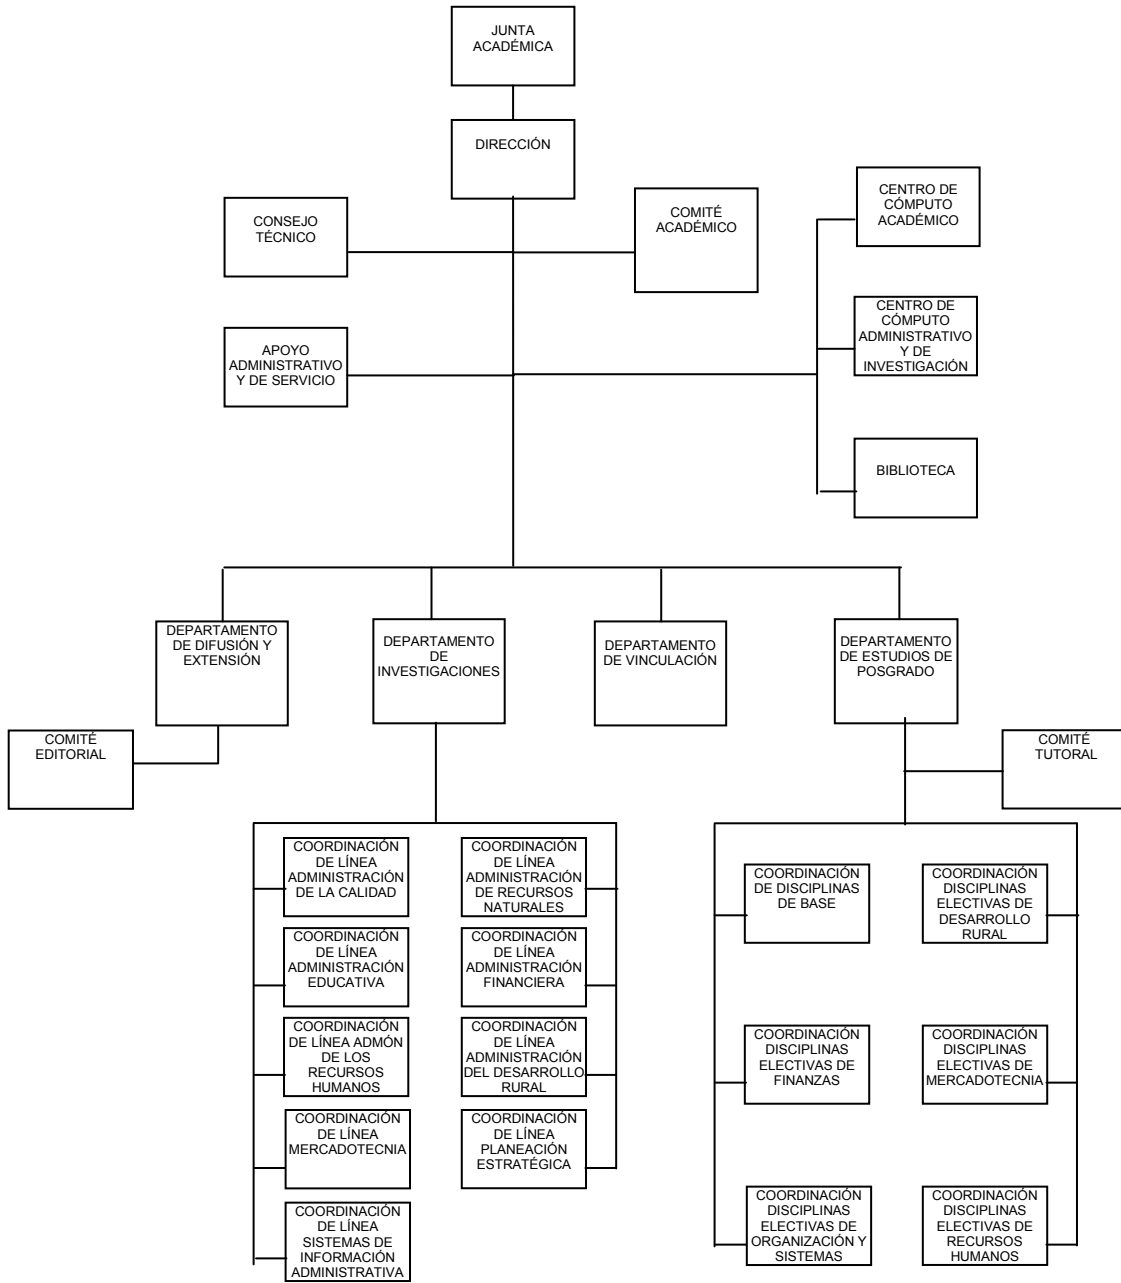 JUNTA
ACADÉMICA
DIRECCIÓN
CONSEJO
TÉCNICO
COMITÉ
ACADÉMICO
CENTRO DE
CÓMPUTO
ACADÉMICO
APOYO
ADMINISTRATIVO
Y DE SERVICIO
CENTRO DE
CÓMPUTO
ADMINISTRATIVO
Y DE
INVESTIGACIÓN
BIBLIOTECA
DEPARTAMENTO
DE DIFUSIÓN Y
EXTENSIÓN
DEPARTAMENTO
DE
INVESTIGACIONES
DEPARTAMENTO
DE VINCULACIÓN
DEPARTAMENTO
DE ESTUDIOS DE
POSGRADO
COMITÉ
EDITORIAL
COMITÉ
TUTORAL
COORDINACIÓN
DE LÍNEA
ADMINISTRACIÓN
DE LA CALIDAD
COORDINACIÓN
DE LÍNEA
ADMINISTRACIÓN
DE RECURSOS
NATURALES
COORDINACIÓN
DE LÍNEA
ADMINISTRACIÓN
EDUCATIVA
COORDINACIÓN
DE LÍNEA
ADMINISTRACIÓN
FINANCIERA
COORDINACIÓN
DE LÍNEA ADMÓN
DE LOS
RECURSOS
HUMANOS
COORDINACIÓN
DE LÍNEA
ADMINISTRACIÓN
DEL DESARROLLO
RURAL
COORDINACIÓN
DE LÍNEA
MERCADOTECNIA
COORDINACIÓN
DE LÍNEA
PLANEACIÓN
ESTRATÉGICA
COORDINACIÓN
DE LÍNEA
SISTEMAS DE
INFORMACIÓN
ADMINISTRATIVA
COORDINACIÓN
DE DISCIPLINAS
DE BASE
COORDINACIÓN
DISCIPLINAS
ELECTIVAS DE
DESARROLLO
RURAL
COORDINACIÓN
DISCIPLINAS
ELECTIVAS DE
FINANZAS
COORDINACIÓN
DISCIPLINAS
ELECTIVAS DE
MERCADOTECNIA
COORDINACIÓN
DISCIPLINAS
ELECTIVAS DE
ORGANIZACIÓN Y
SISTEMAS
COORDINACIÓN
DISCIPLINAS
ELECTIVAS DE
RECURSOS
HUMANOS